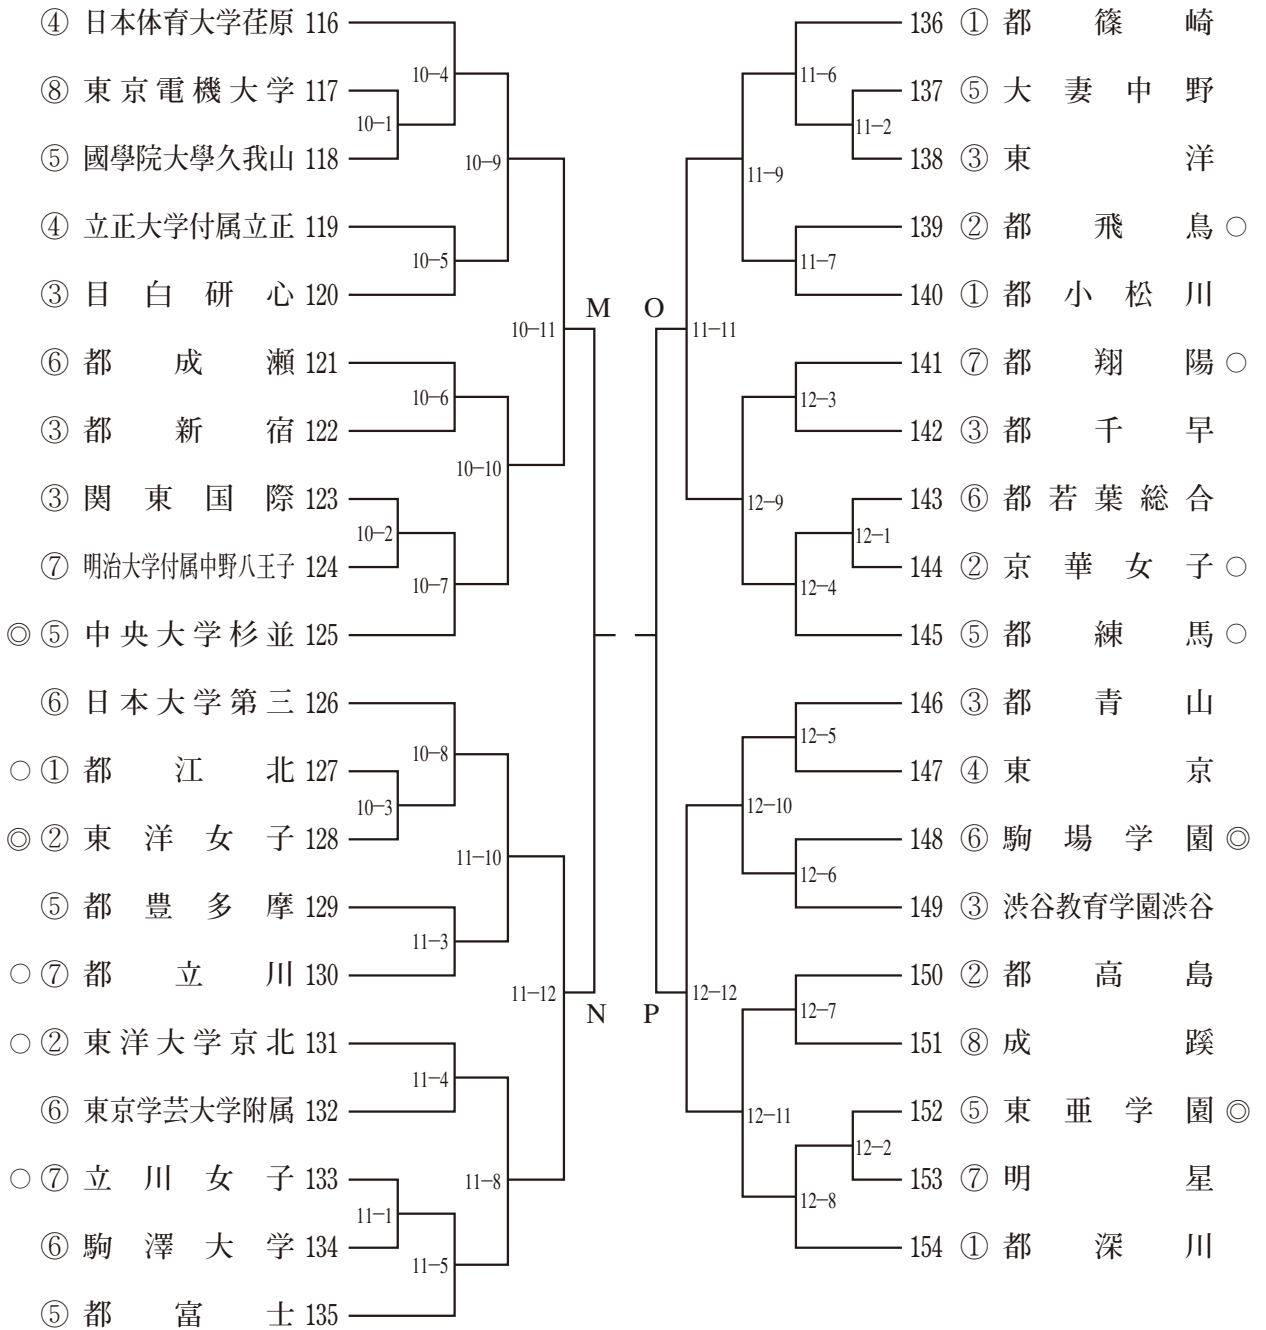 ④ 日本体育大学荏原 116
⑧ 東京電機大学 117
⑤ 國學院大學久我山 118
④ 立正大学付属立正 119
③ 目白研心 120
⑥ 都成瀬 121
③ 都新宿 122
③ 関東国際 123
⑦ 明治大学付属中野八王子 124
◎ ⑤ 中央大学杉並 125
⑥ 日本大学第三 126
○ ① 都江北 127
◎ ② 東洋女子 128
⑤ 都豊多摩 129
○ ⑦ 都立川 130
○ ② 東洋大学京北 131
⑥ 東京学芸大学附属 132
○ ⑦ 立川女子 133
⑥ 駒澤大学 134
⑤ 都富士 135
10-4
10-1
10-9
10-5
10-11
10-6
10-10
10-2
10-7
10-8
10-3
11-10
11-3
11-12
11-4
11-8
11-1
11-5
M O
N P
11-6
11-2
11-9
11-7
11-11
12-3
12-9
12-1
12-4
12-5
12-10
12-6
12-12
12-7
12-11
12-2
12-8
136 ① 都篠崎
137 ⑤ 大妻中野
138 ③ 東洋
139 ② 都飛鳥 ○
140 ① 都小松川
141 ⑦ 都翔陽 ○
142 ③ 都千早
143 ⑥ 都若葉総合
144 ② 京華女子 ○
145 ⑤ 都練馬 ○
146 ③ 都青山
147 ④ 東京
148 ⑥ 駒場学園 ◎
149 ③ 渋谷教育学園渋谷
150 ② 都高島
151 ⑧ 成蹊
152 ⑤ 東亜学園 ◎
153 ⑦ 明星
154 ① 都深川